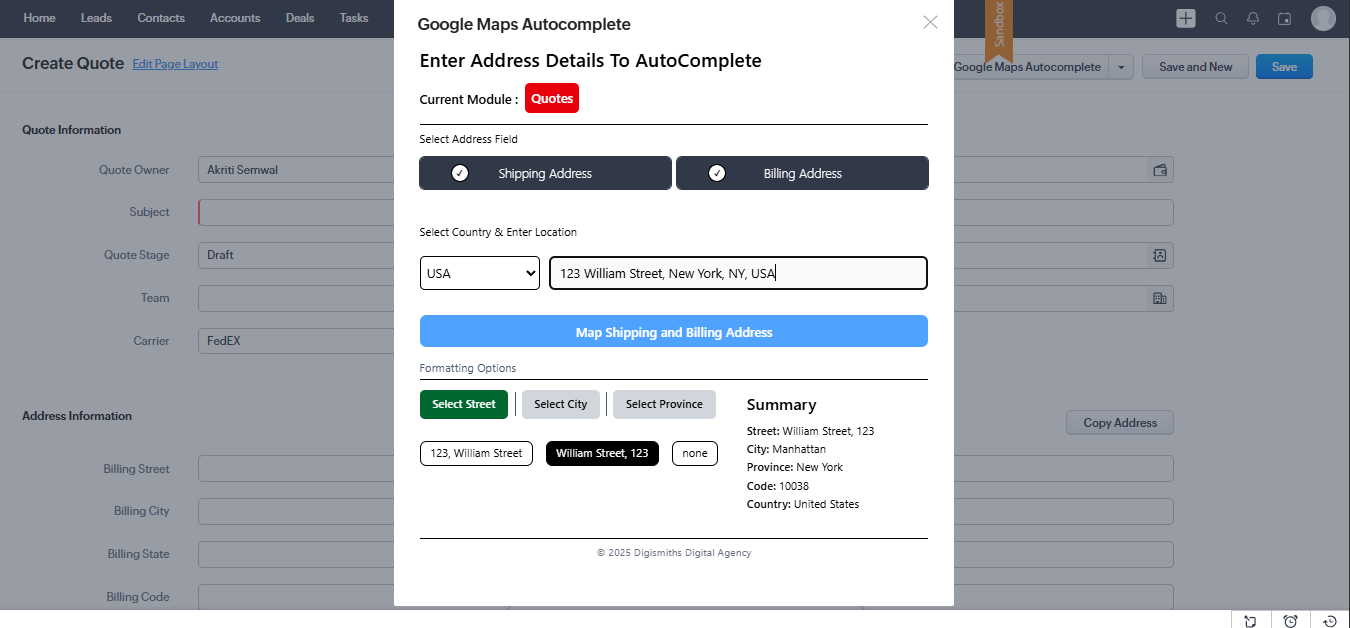 Home Leads Contacts Accounts Deals Tasks
Sandbox
Create Quote Edit Page Layout
Google Maps Autocomplete Save and New Save
Quote Information
Quote Owner Akriti Semwal
Subject
Quote Stage Draft
Team
Carrier FedEX
Address Information
Copy Address
Billing Street
Billing City
Billing State
Billing Code
Google Maps Autocomplete
Enter Address Details To AutoComplete
Current Module : Quotes
Select Address Field
✓ Shipping Address ✓ Billing Address
Select Country & Enter Location
USA 123 William Street, New York, NY, USA
Map Shipping and Billing Address
Formatting Options
Select Street Select City Select Province
123, William Street William Street, 123 none
Summary
Street: William Street, 123
City: Manhattan
Province: New York
Code: 10038
Country: United States
© 2025 Digismiths Digital Agency